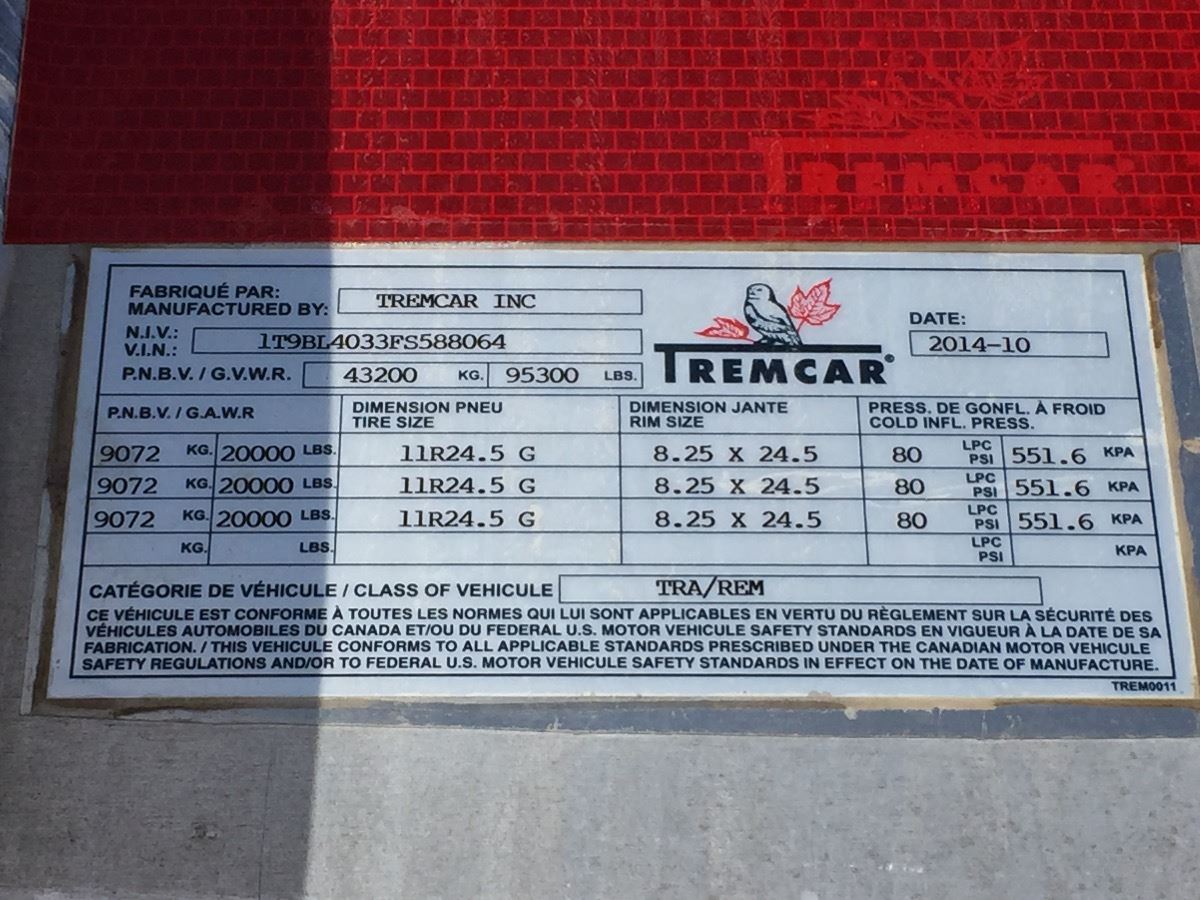 TREMCAR
FABRIQUÉ PAR:
MANUFACTURED BY:
TREMCAR INC
N.I.V.:
V.I.N.:
1T9BL4033FS588064
P.N.B.V. / G.V.W.R. 43200 KG. 95300 LBS.
TREMCAR®
DATE:
2014-10
P.N.B.V. / G.A.W.R
DIMENSION PNEU
TIRE SIZE
DIMENSION JANTE
RIM SIZE
PRESS. DE GONFL. À FROID
COLD INFL. PRESS.
9072 KG. 20000 LBS. 11R24.5 G 8.25 X 24.5 80 LPC PSI 551.6 KPA
9072 KG. 20000 LBS. 11R24.5 G 8.25 X 24.5 80 LPC PSI 551.6 KPA
9072 KG. 20000 LBS. 11R24.5 G 8.25 X 24.5 80 LPC PSI 551.6 KPA
KG. LBS. LPC PSI KPA
CATÉGORIE DE VÉHICULE / CLASS OF VEHICULE TRA/REM
CE VÉHICULE EST CONFORME À TOUTES LES NORMES QUI LUI SONT APPLICABLES EN VERTU DU RÈGLEMENT SUR LA SÉCURITÉ DES
VÉHICULES AUTOMOBILES DU CANADA ET/OU DU FEDERAL U.S. MOTOR VEHICULE SAFETY STANDARDS EN VIGUEUR À LA DATE DE SA
FABRICATION. / THIS VEHICULE CONFORMS TO ALL APPLICABLE STANDARDS PRESCRIBED UNDER THE CANADIAN MOTOR VEHICULE
SAFETY REGULATIONS AND/OR TO FEDERAL U.S. MOTOR VEHICULE SAFETY STANDARDS IN EFFECT ON THE DATE OF MANUFACTURE.
TREM0011